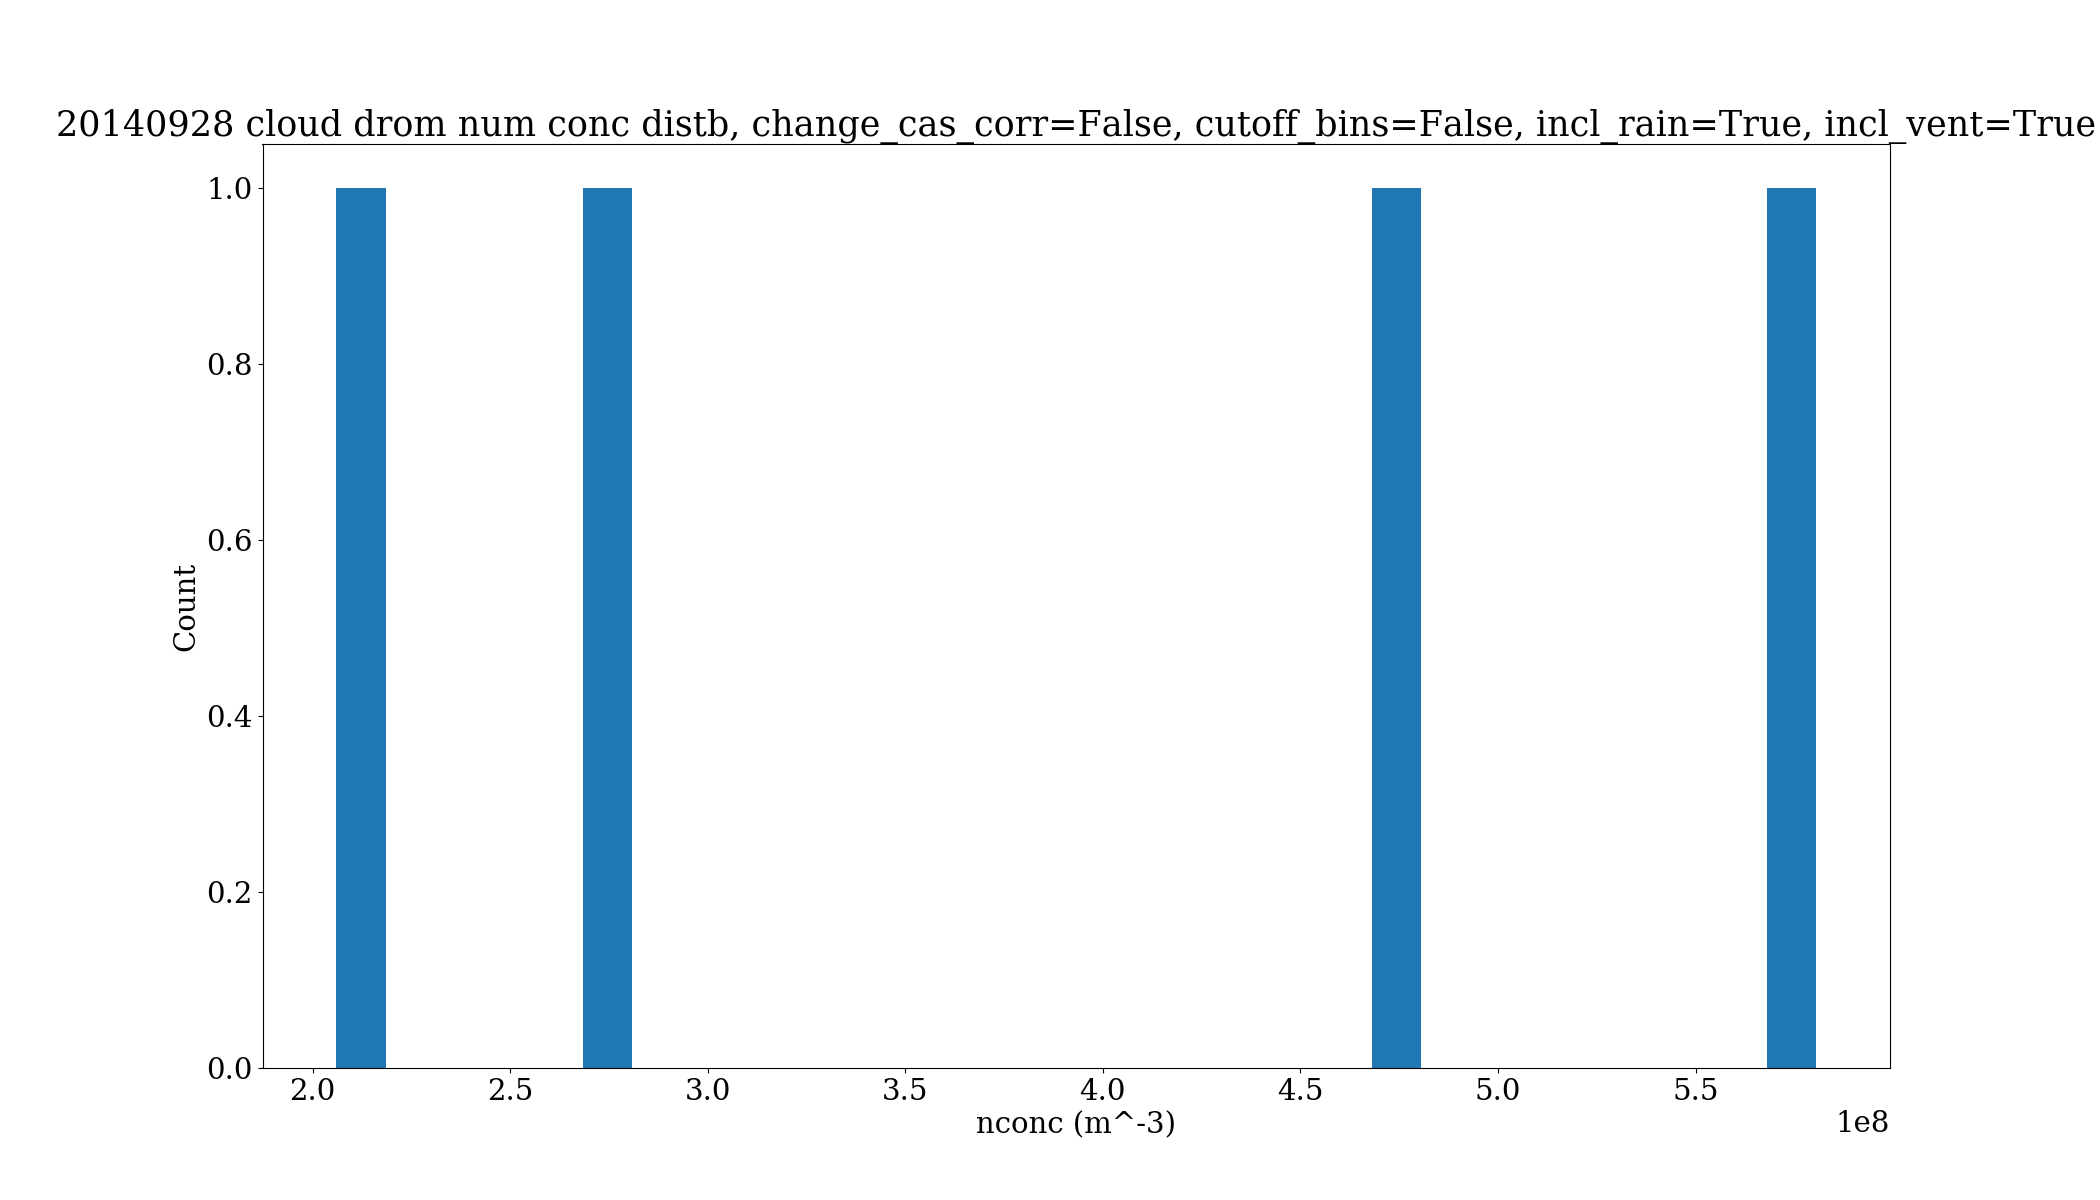 20140928 cloud drom num conc distb, change_cas_corr=False, cutoff_bins=False, incl_rain=True, incl_vent=True
1.0
0.8
0.6
0.4
0.2
0.0
Count
2.0 2.5 3.0 3.5 4.0 4.5 5.0 5.5
nconc (m^-3)
1e8